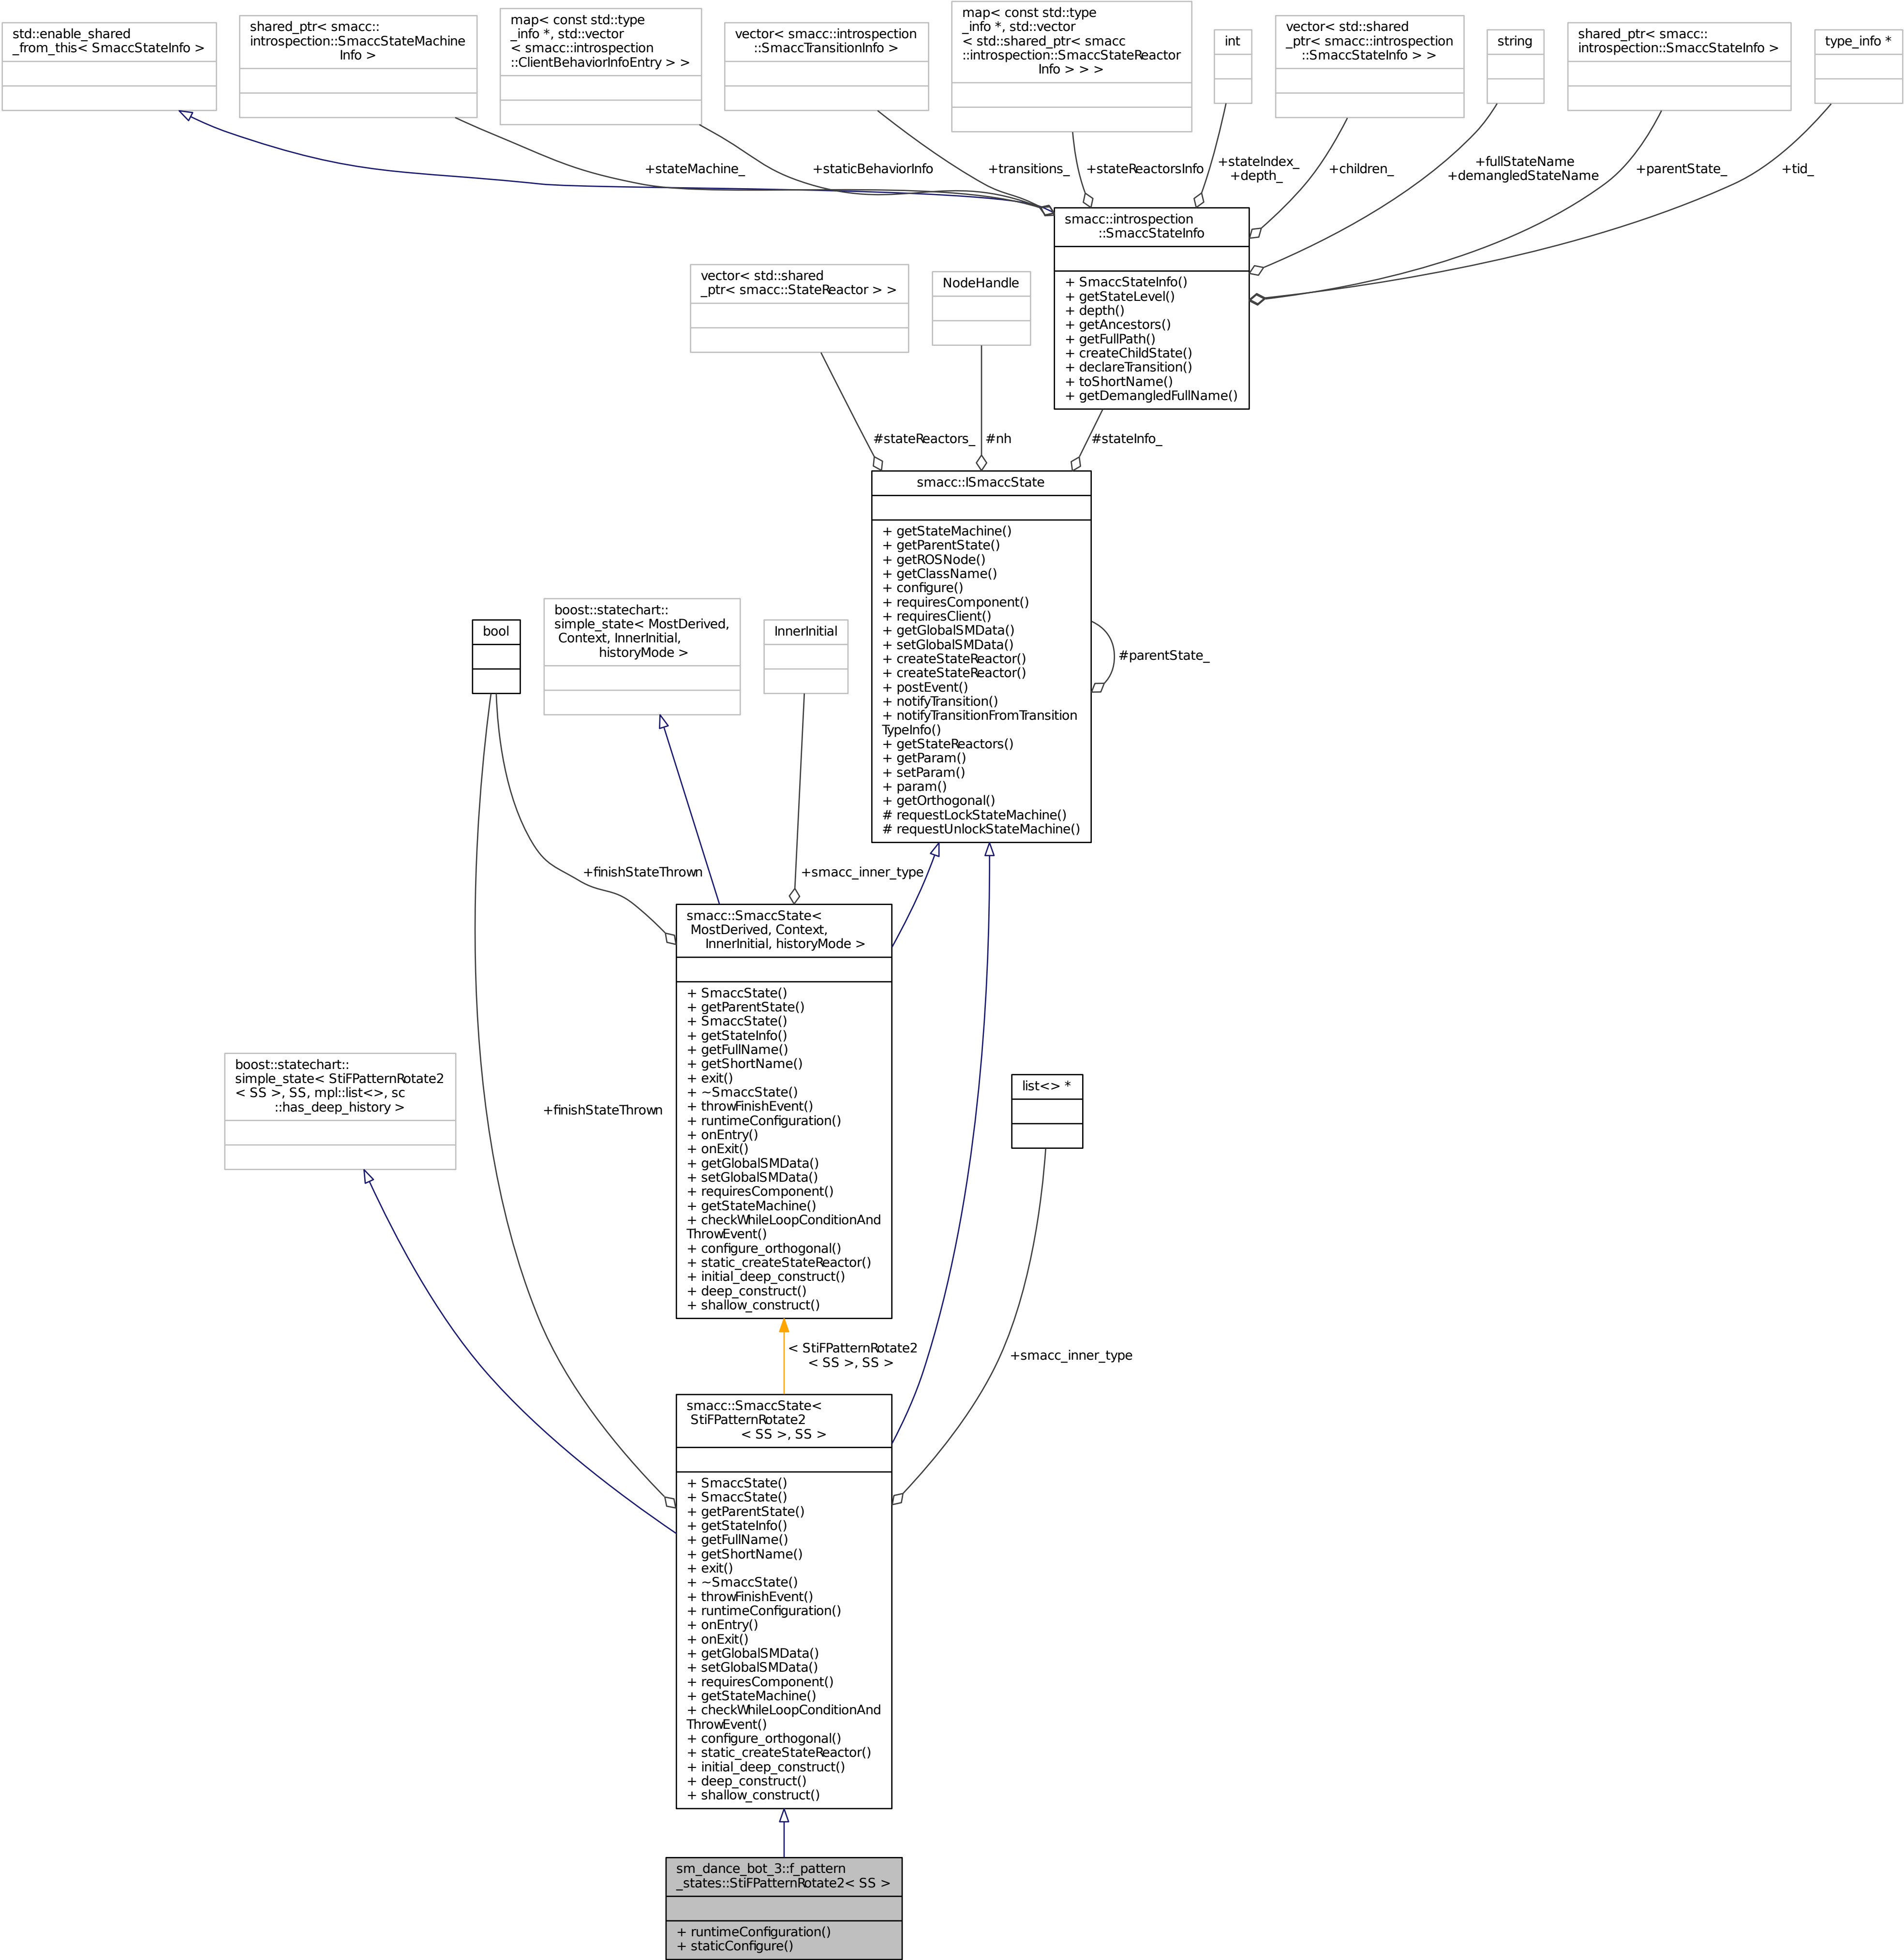 std::enable_shared
_from_this< SmaccStateInfo >
shared_ptr< smacc::
introspection::SmaccStateMachine
Info >
map< const std::type
_info *, std::vector
< smacc::introspection
::ClientBehaviorInfoEntry > >
vector< smacc::introspection
::SmaccTransitionInfo >
map< const std::type
_info *, std::vector
< std::shared_ptr< smacc
::introspection::SmaccStateReactor
Info > > >
int
vector< std::shared
_ptr< smacc::introspection
::SmaccStateInfo > >
string
shared_ptr< smacc::
introspection::SmaccStateInfo >
type_info *
+stateMachine_
+staticBehaviorInfo
+transitions_
+stateReactorsInfo
+stateIndex_
+depth_
+children_
+fullStateName
+demangledStateName
+parentState_
+tid_
smacc::introspection
::SmaccStateInfo
+ SmaccStateInfo()
+ getStateLevel()
+ depth()
+ getAncestors()
+ getFullPath()
+ createChildState()
+ declareTransition()
+ toShortName()
+ getDemangledFullName()
vector< std::shared
_ptr< smacc::StateReactor > >
NodeHandle
#stateReactors_
#nh
#stateInfo_
smacc::ISmaccState
+ getStateMachine()
+ getParentState()
+ getROSNode()
+ getClassName()
+ configure()
+ requiresComponent()
+ requiresClient()
+ getGlobalSMData()
+ setGlobalSMData()
+ createStateReactor()
+ createStateReactor()
+ postEvent()
+ notifyTransition()
+ notifyTransitionFromTransition
TypeInfo()
+ getStateReactors()
+ getParam()
+ setParam()
+ param()
+ getOrthogonal()
# requestLockStateMachine()
# requestUnlockStateMachine()
#parentState_
bool
boost::statechart::
simple_state< MostDerived,
Context, InnerInitial,
historyMode >
InnerInitial
+finishStateThrown
+smacc_inner_type
smacc::SmaccState<
MostDerived, Context,
InnerInitial, historyMode >
+ SmaccState()
+ getParentState()
+ SmaccState()
+ getStateInfo()
+ getFullName()
+ getShortName()
+ exit()
+ ~SmaccState()
+ throwFinishEvent()
+ runtimeConfiguration()
+ onEntry()
+ onExit()
+ getGlobalSMData()
+ setGlobalSMData()
+ requiresComponent()
+ getStateMachine()
+ checkWhileLoopConditionAnd
ThrowEvent()
+ configure_orthogonal()
+ static_createStateReactor()
+ initial_deep_construct()
+ deep_construct()
+ shallow_construct()
boost::statechart::
simple_state< StiFPatternRotate2
< SS >, SS, mpl::list<>, sc
::has_deep_history >
+finishStateThrown
list<> *
< StiFPatternRotate2
< SS >, SS >
+smacc_inner_type
smacc::SmaccState<
StiFPatternRotate2
< SS >, SS >
+ SmaccState()
+ SmaccState()
+ getParentState()
+ getStateInfo()
+ getFullName()
+ getShortName()
+ exit()
+ ~SmaccState()
+ throwFinishEvent()
+ runtimeConfiguration()
+ onEntry()
+ onExit()
+ getGlobalSMData()
+ setGlobalSMData()
+ requiresComponent()
+ getStateMachine()
+ checkWhileLoopConditionAnd
ThrowEvent()
+ configure_orthogonal()
+ static_createStateReactor()
+ initial_deep_construct()
+ deep_construct()
+ shallow_construct()
sm_dance_bot_3::f_pattern
_states::StiFPatternRotate2< SS >
+ runtimeConfiguration()
+ staticConfigure()